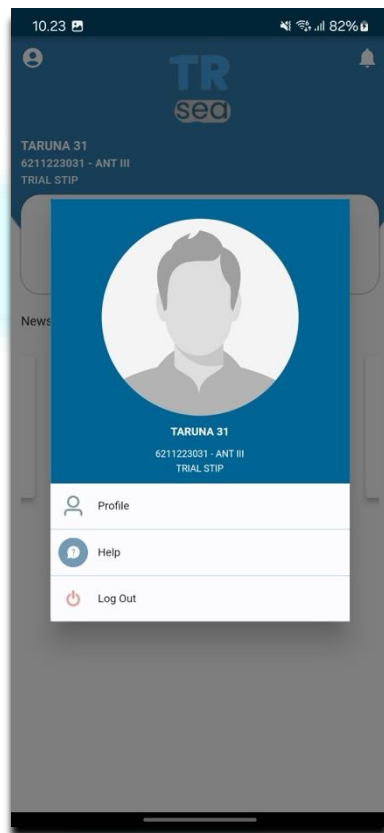 10.23
82%
TR
sea
TARUNA 31
6211223031 - ANT III
TRIAL STIP
News
TARUNA 31
6211223031 - ANT III
TRIAL STIP
Profile
Help
Log Out